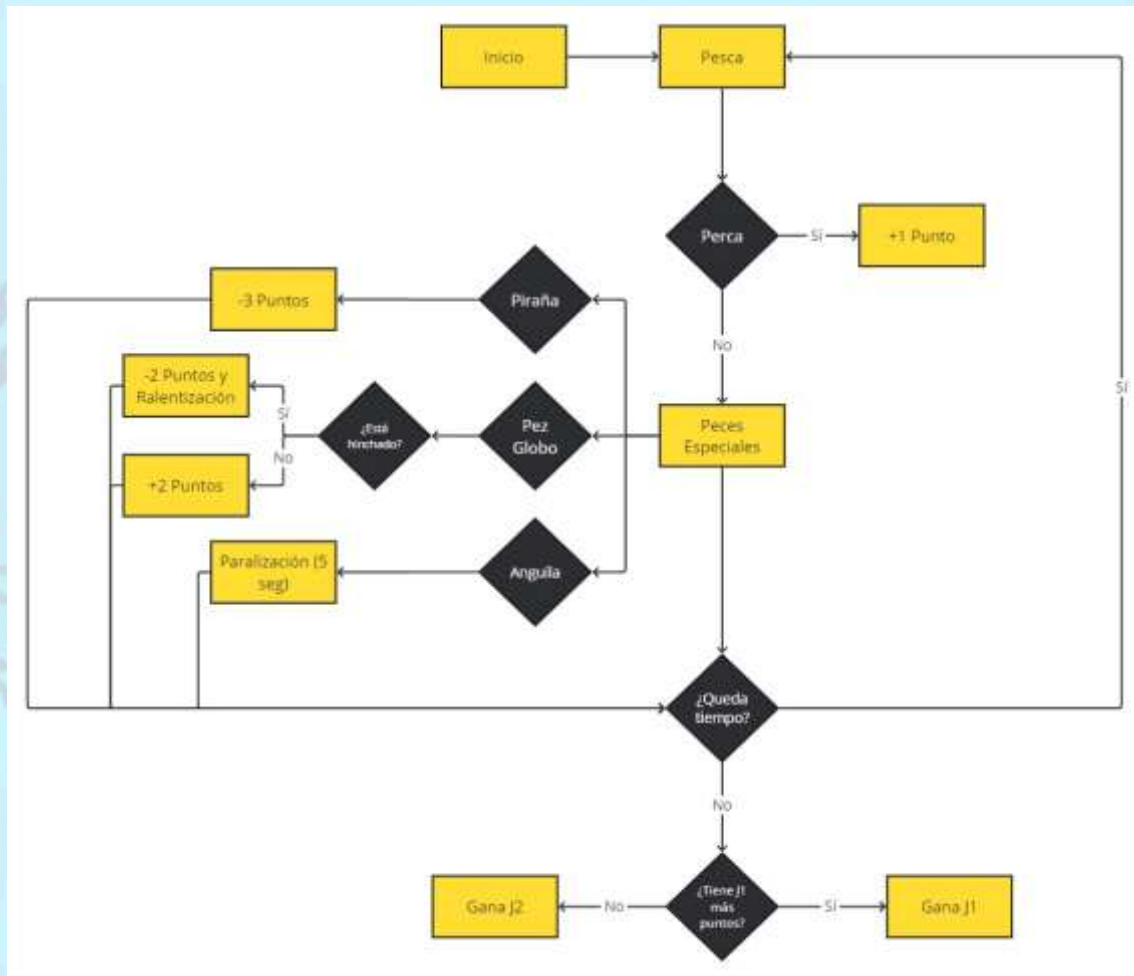 Inicio
Pesca
Perca
Sí
+1 Punto
No
Piraña
-3 Puntos
Peces
Especiales
Pez
Globo
¿Está
hinchado?
Sí
-2 Puntos y
Ralentización
No
+2 Puntos
Anguila
Paralización (5
seg)
Sí
¿Queda
tiempo?
No
¿Tiene J1
más
puntos?
No
Gana J2
Sí
Gana J1